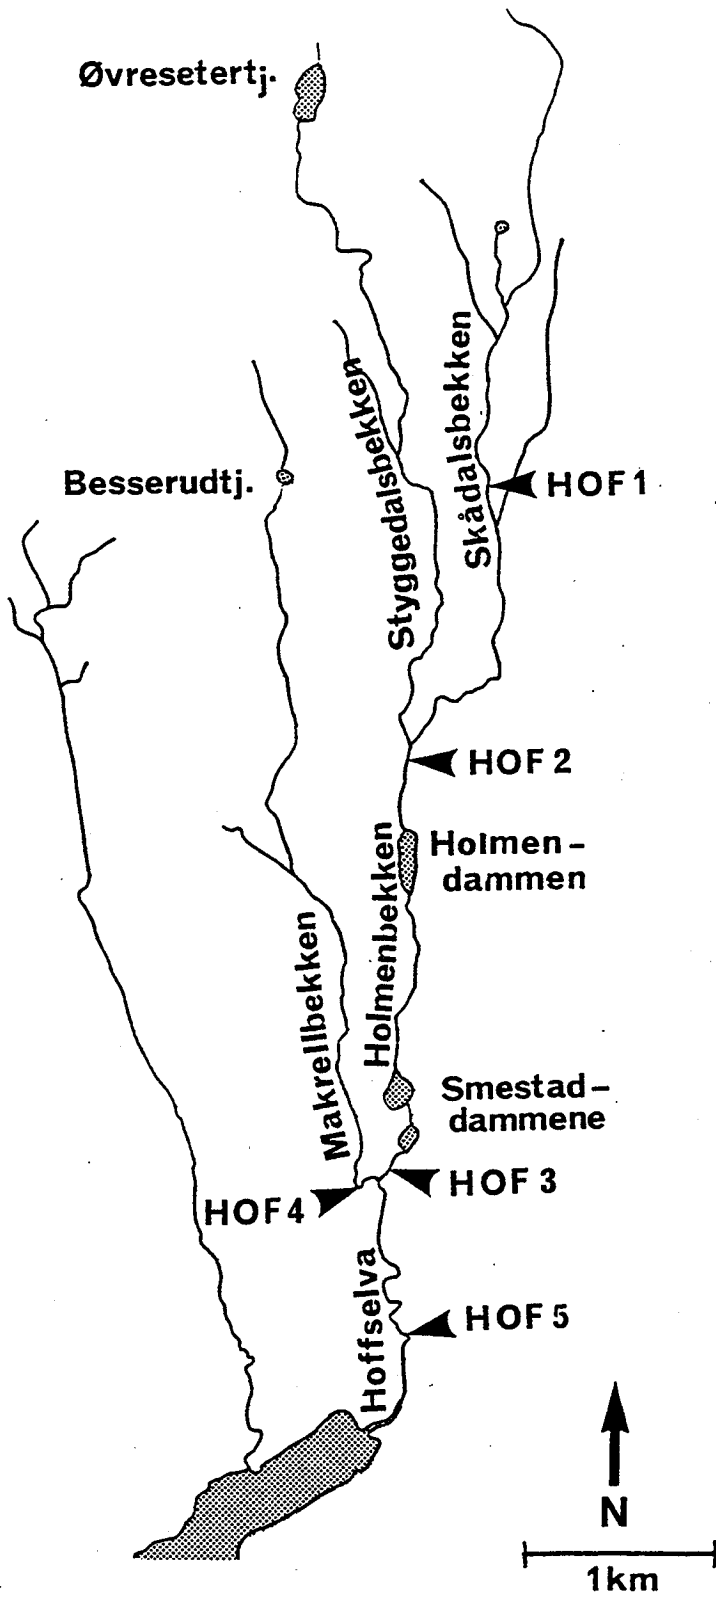 Øvresetertj.
Skådalsbekken
Styggedalsbekken
Besserudtj.
HOF 1
HOF 2
Holmen-
dammen
Holmenbekken
Makrellbekken
Smestad-
dammene
HOF 3
HOF 4
Hoffselva
HOF 5
N
1km